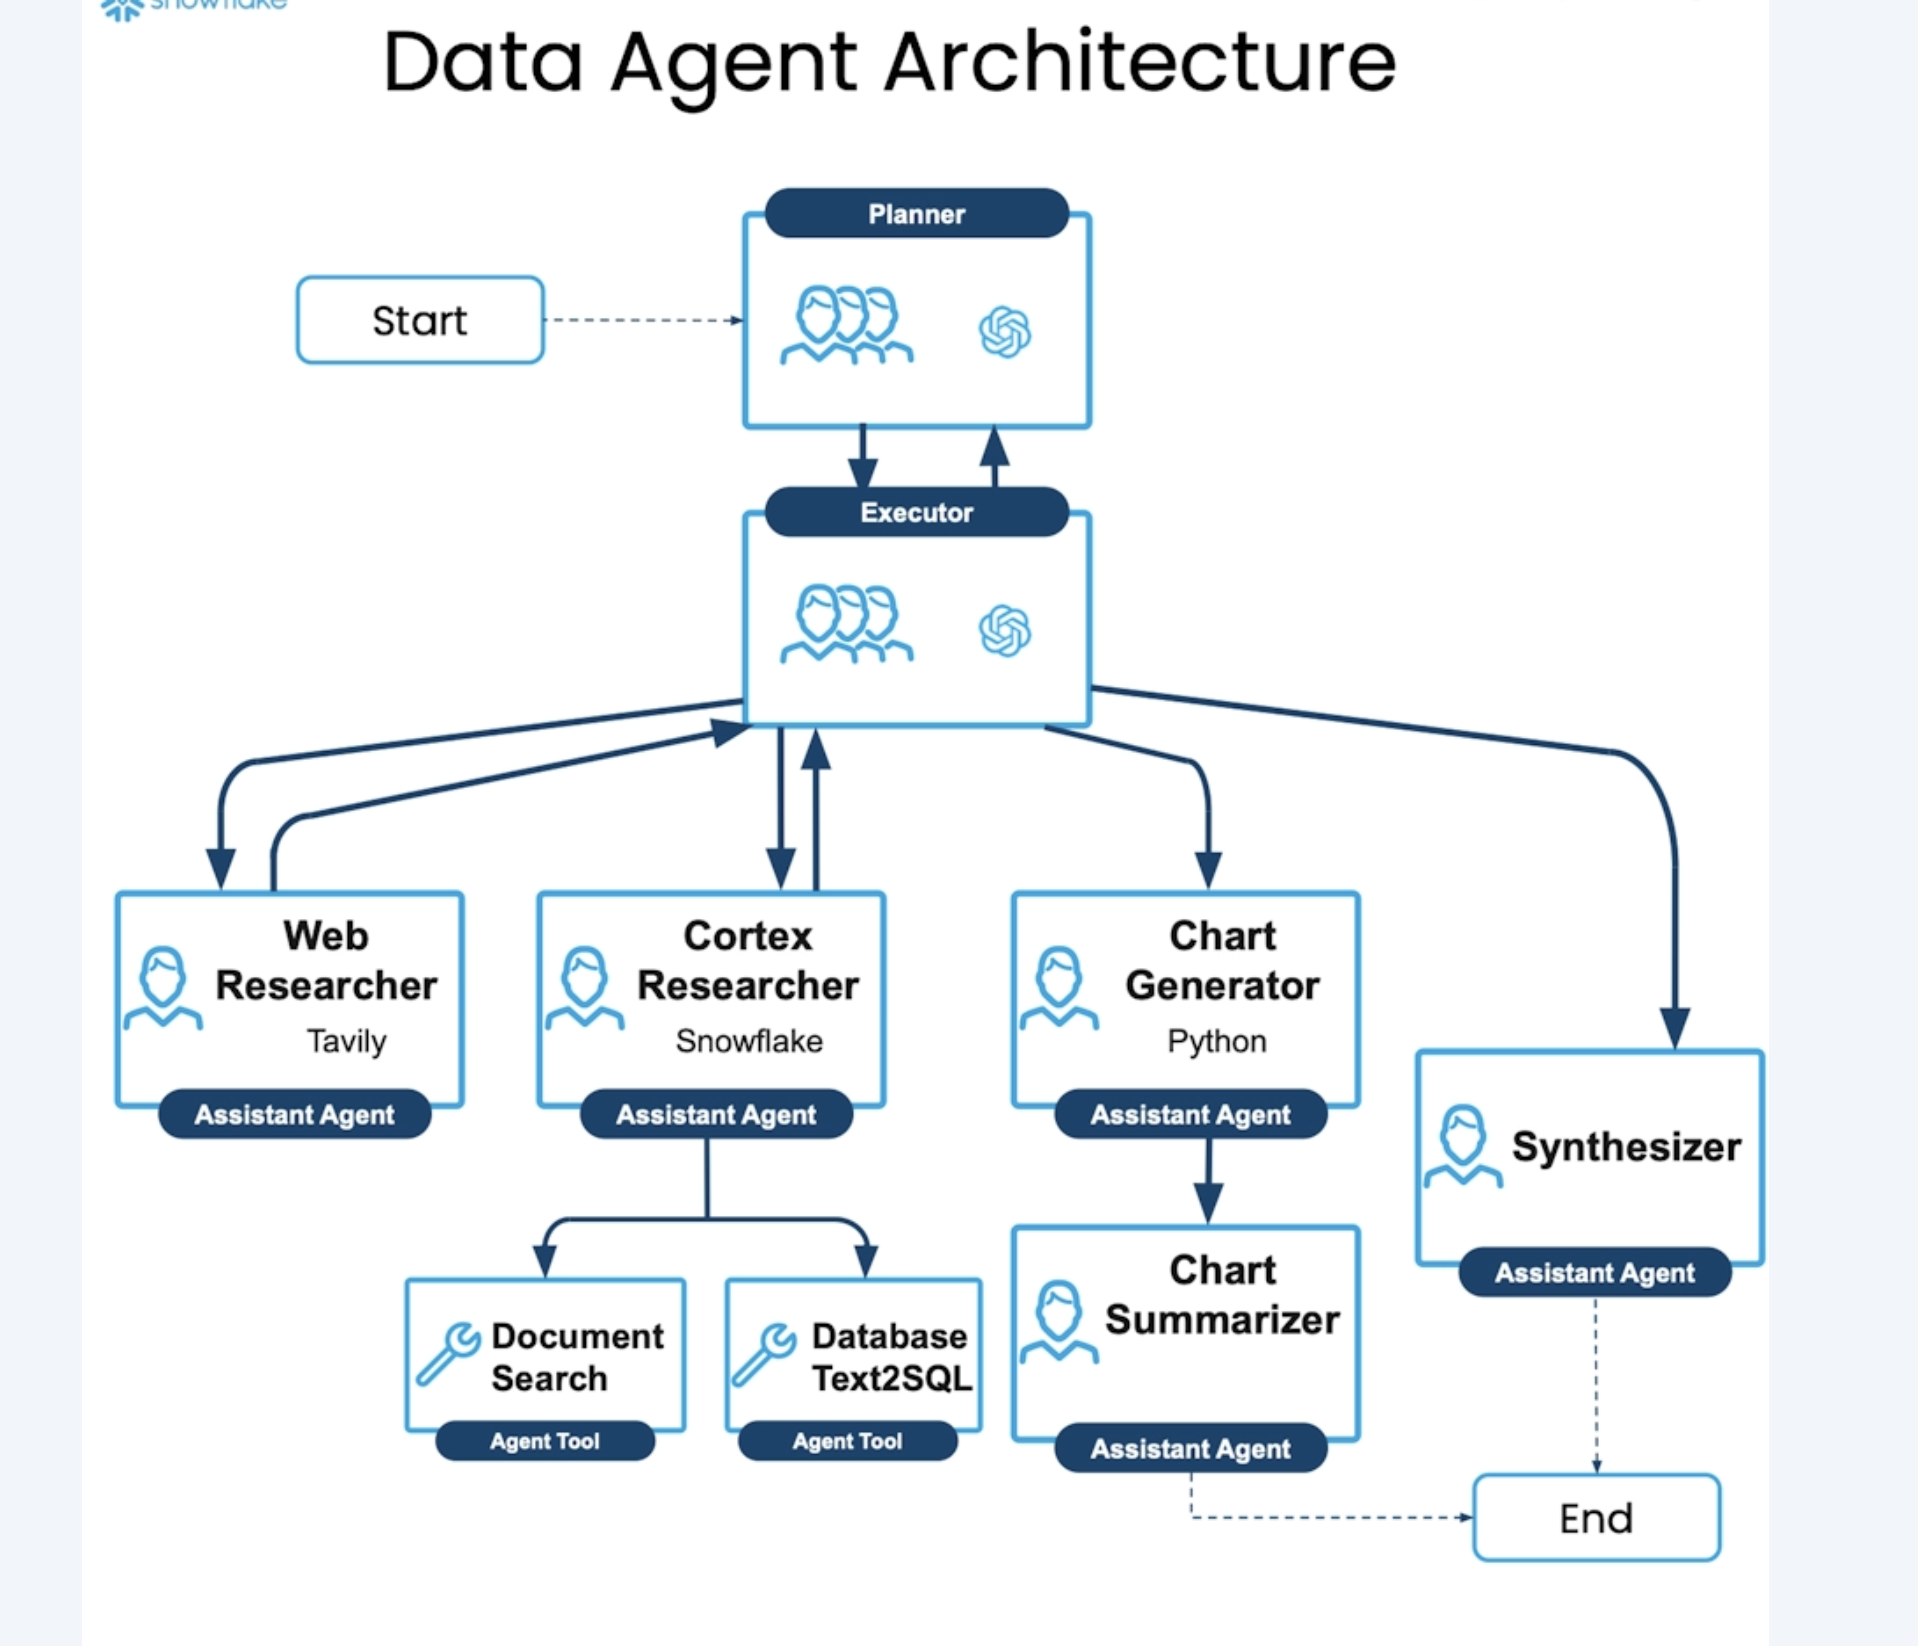 snowflake
Data Agent Architecture
Planner
Start
Executor
Web
Researcher
Tavily
Assistant Agent
Cortex
Researcher
Snowflake
Assistant Agent
Chart
Generator
Python
Assistant Agent
Synthesizer
Assistant Agent
Document
Search
Agent Tool
Database
Text2SQL
Agent Tool
Chart
Summarizer
Assistant Agent
End